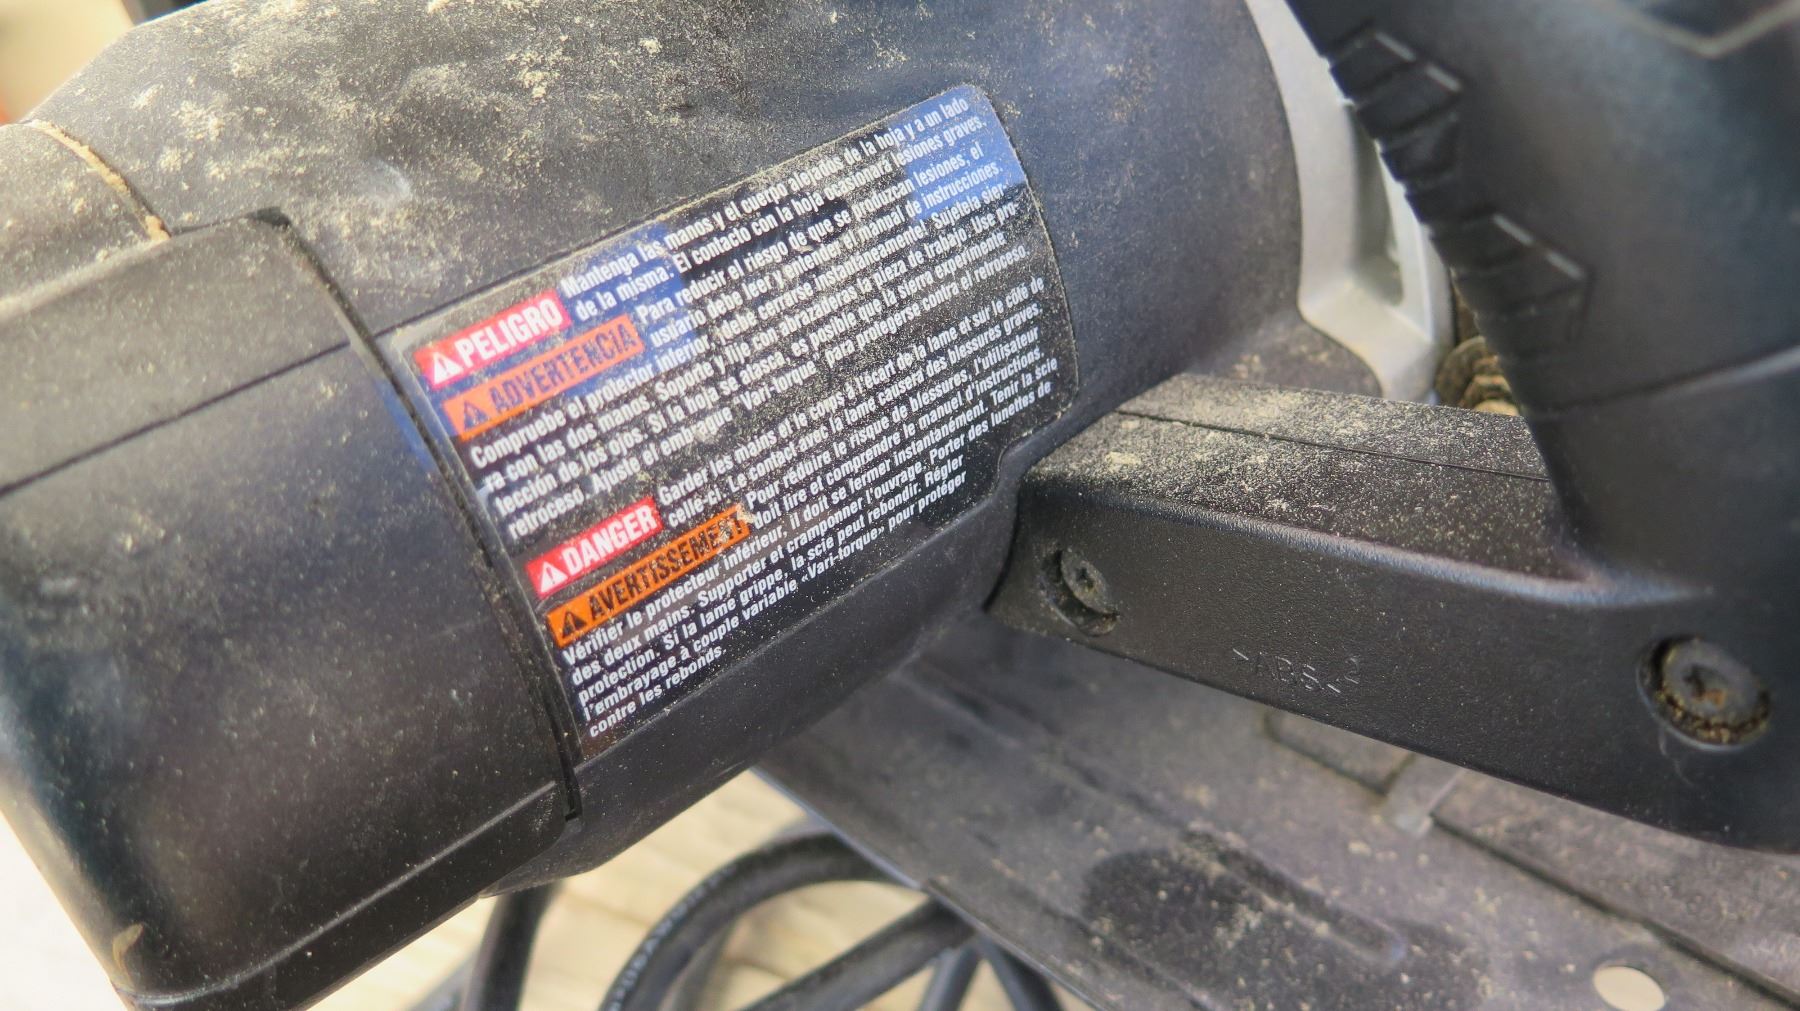 PELIGRO Mantenga las manos y el cuerpo alejados de la hoja y a un lado
de la misma. El contacto con la hoja ocasionará lesiones graves.
ADVERTENCIA Para reducir el riesgo de que se produzcan lesiones, el
usuario debe leer y entender el manual de instrucciones.
Compruebe el protector inferior, ¡debe cerrarse instantáneamente! Sujétela sier-
ra con las dos manos. Soporte y fije con abrazaderas la pieza de trabajo. Use pro-
tección de los ojos. Si la hoja se atasca, es posible que la sierra experimente
retroceso. Ajuste el embrague "Vari-torque" para protegerse contra el retroceso.
DANGER Garder les mains et le corps à l'écart de la lame et sur le côté de
celle-ci. Le contact avec la lame causera des blessures graves.
AVERTISSEMENT Pour réduire le risque de blessures, l'utilisateur
doit lire et comprendre le manuel d'instructions.
Vérifier le protecteur inférieur, il doit se fermer instantanément. Tenir la scie
des deux mains. Supporter et cramponner l'ouvrage. Porter des lunettes de
protection. Si la lame grippe, la scie peut rebondir. Régler
l'embrayage à couple variable «Vari-torque» pour protéger
contre les rebonds.
>ABS<